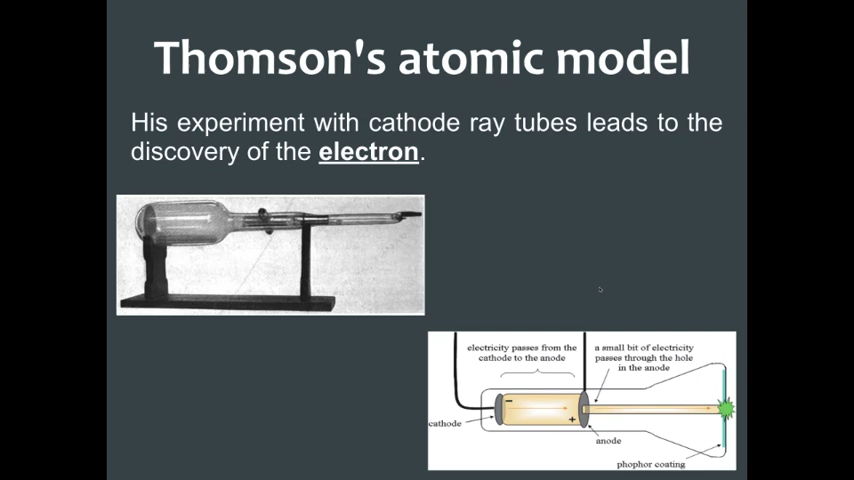 Thomson's atomic model
His experiment with cathode ray tubes leads to the
discovery of the electron.
electricity passes from the
cathode to the anode
a small bit of electricity
passes through the hole
in the anode
−
+
cathode
anode
phophor coating